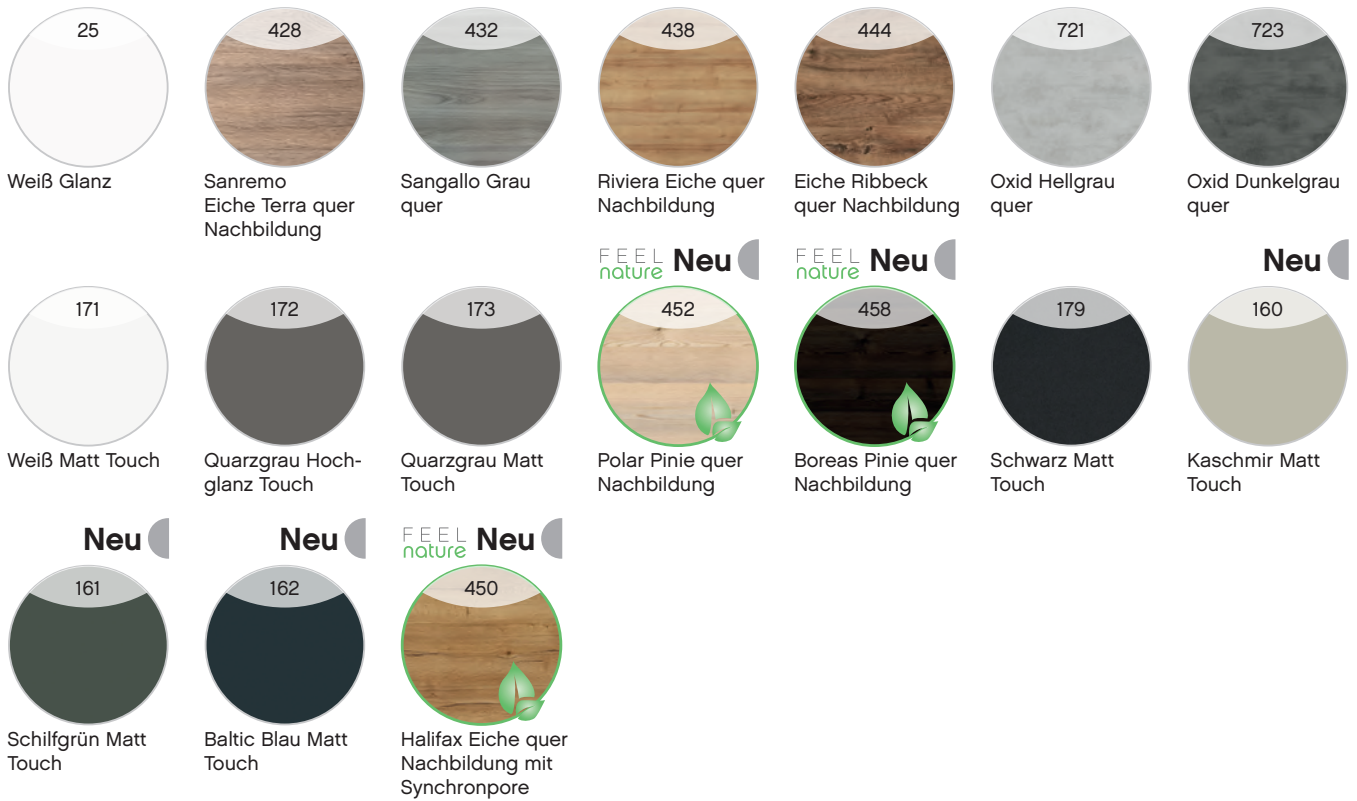 25
428
432
438
444
721
723
Weiß Glanz
Sanremo
Eiche Terra quer
Nachbildung
Sangallo Grau
quer
Riviera Eiche quer
Nachbildung
Eiche Ribbeck
quer Nachbildung
Oxid Hellgrau
quer
Oxid Dunkelgrau
quer
FEEL
nature
Neu
FEEL
nature
Neu
Neu
171
172
173
452
458
179
160
Weiß Matt Touch
Quarzgrau Hoch-
glanz Touch
Quarzgrau Matt
Touch
Polar Pinie quer
Nachbildung
Boreas Pinie quer
Nachbildung
Schwarz Matt
Touch
Kaschmir Matt
Touch
Neu
Neu
FEEL
nature
Neu
161
162
450
Schilfgrün Matt
Touch
Baltic Blau Matt
Touch
Halifax Eiche quer
Nachbildung mit
Synchronpore